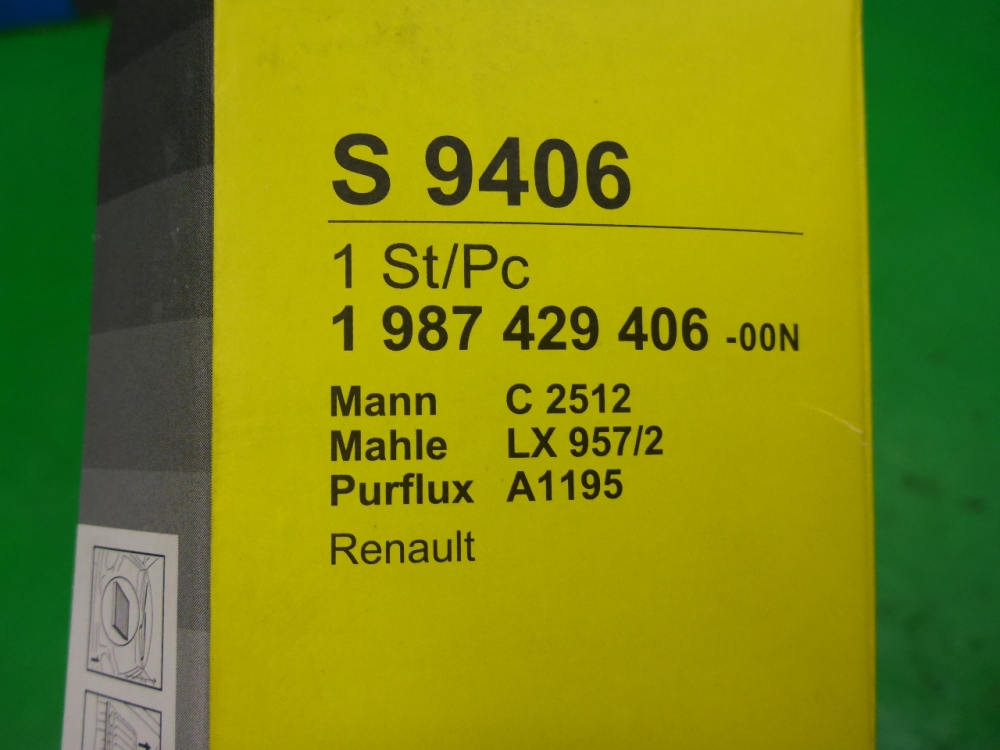 S 9406
1 St/Pc
1 987 429 406 -00N
Mann C 2512
Mahle LX 957/2
Purflux A1195
Renault